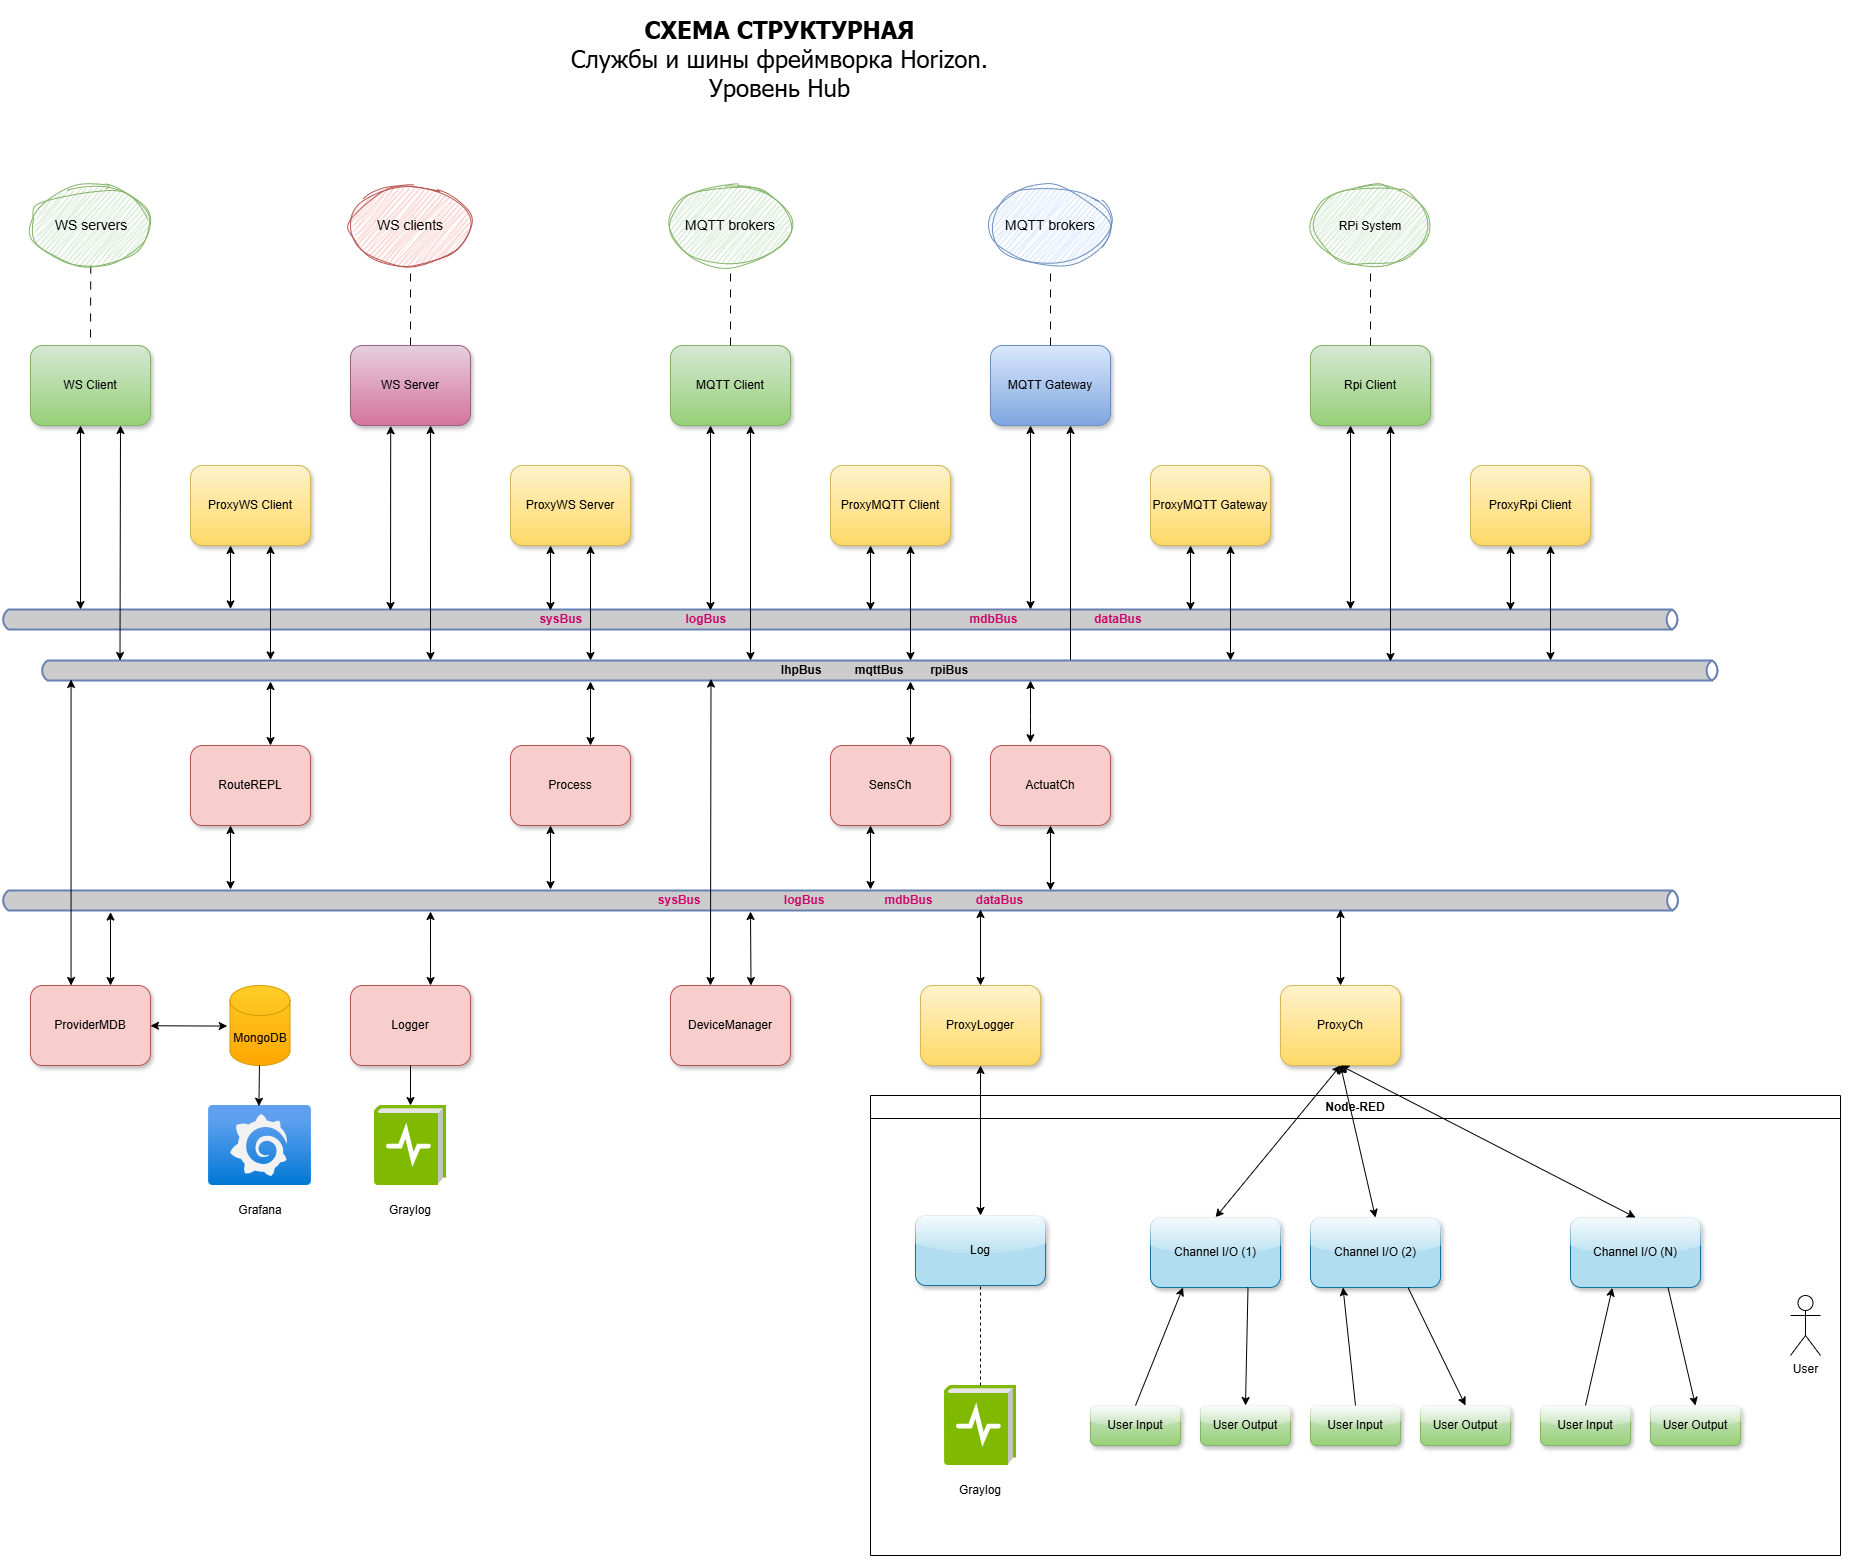 СХЕМА СТРУКТУРНАЯ
Службы и шины фреймворка Horizon.
Уровень Hub
WS servers
WS clients
MQTT brokers
MQTT brokers
RPi System
WS Client
WS Server
MQTT Client
MQTT Gateway
Rpi Client
ProxyWS Client
ProxyWS Server
ProxyMQTT Client
ProxyMQTT Gateway
ProxyRpi Client
sysBus
logBus
mdbBus
dataBus
lhpBus
mqttBus
rpiBus
RouteREPL
Process
SensCh
ActuatCh
sysBus
logBus
mdbBus
dataBus
ProviderMDB
MongoDB
Logger
DeviceManager
ProxyLogger
ProxyCh
Node-RED
Grafana
Graylog
Log
Channel I/O (1)
Channel I/O (2)
Channel I/O (N)
User
User Input
User Output
User Input
User Output
User Input
User Output
Graylog